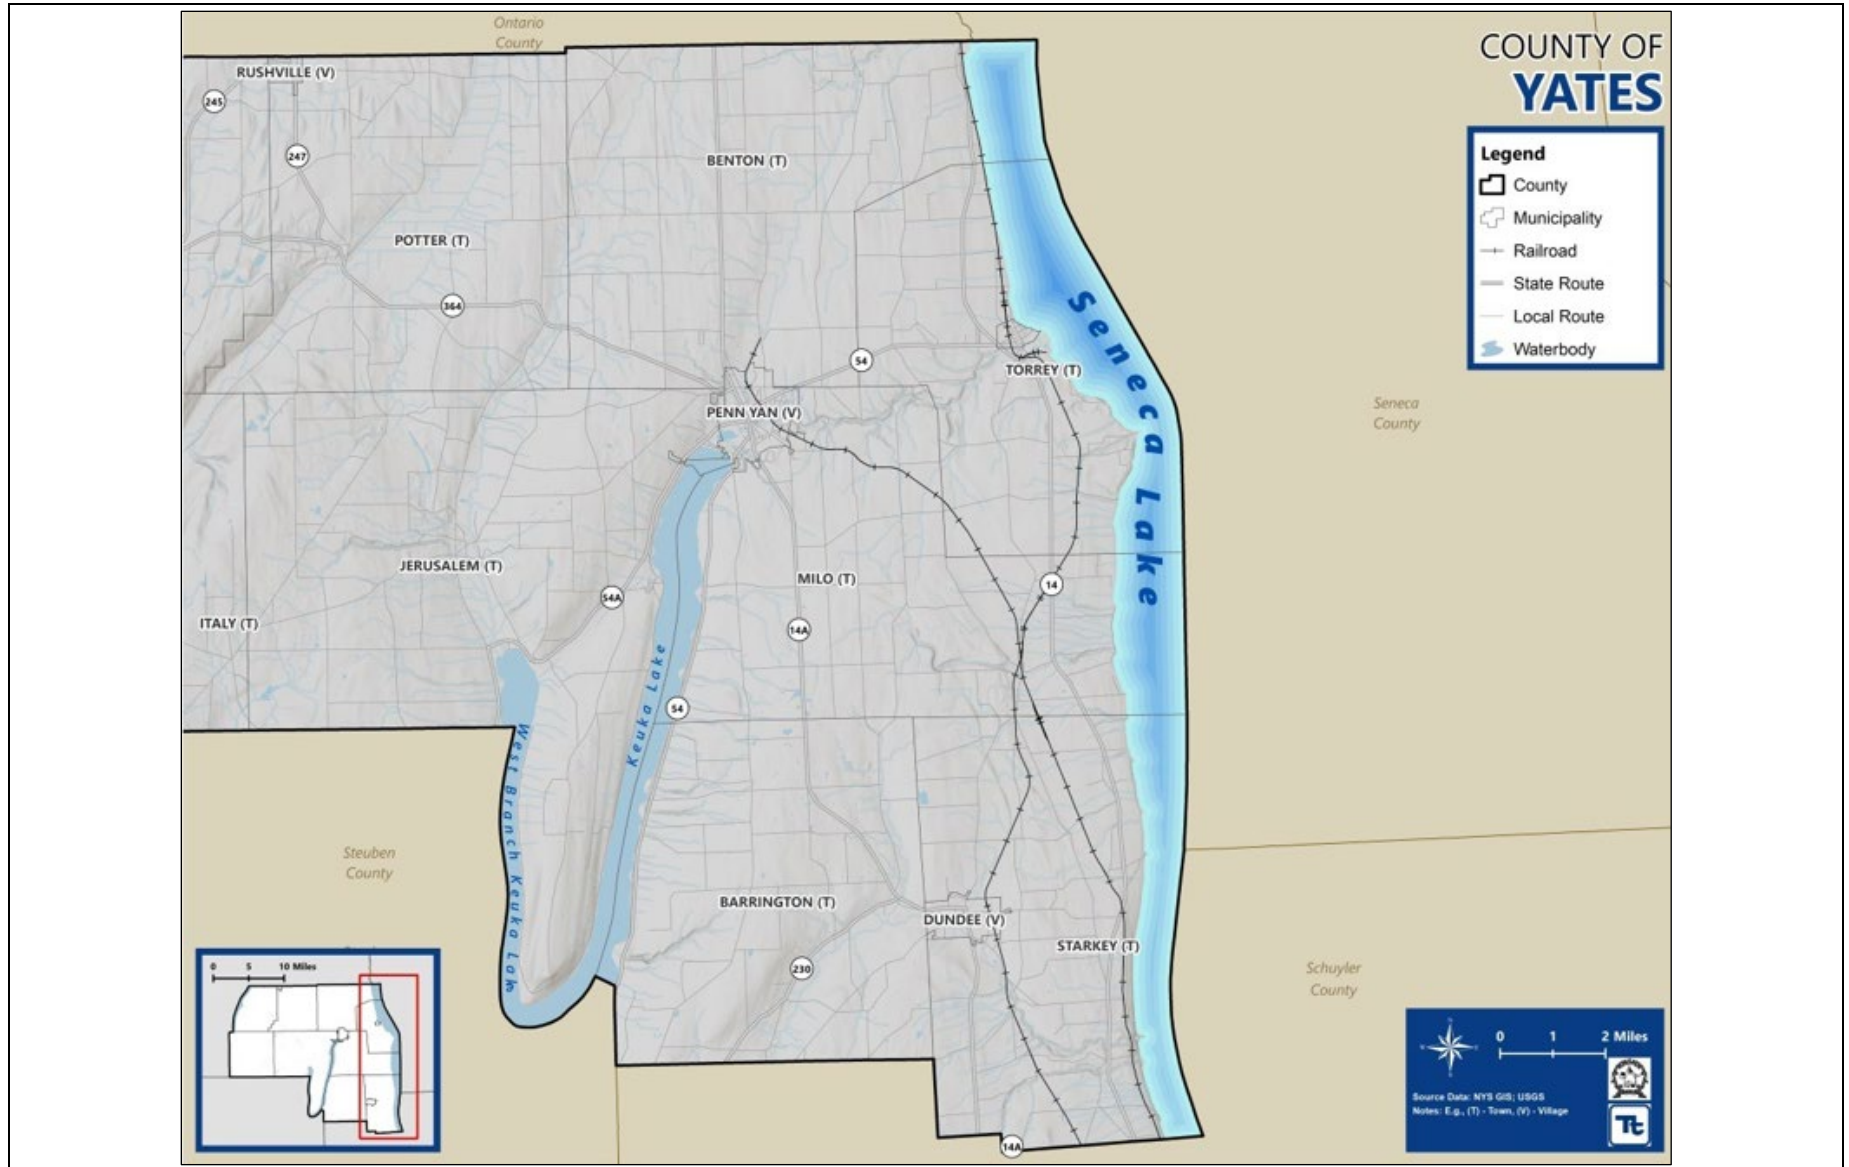 Ontario
County
COUNTY OF
YATES
RUSHVILLE (V)
245
247
BENTON (T)
Legend
County
Municipality
Railroad
State Route
Local Route
Waterbody
POTTER (T)
364
Seneca Lake
54
TORREY (T)
PENN YAN (V)
Seneca
County
JERUSALEM (T)
54A
MILO (T)
14
ITALY (T)
14A
Keuka Lake
54
West Branch Keuka Lake
Steuben
County
BARRINGTON (T)
DUNDEE (V)
STARKEY (T)
230
Schuyler
County
0 5 10 Miles
0 1 2 Miles
Source Data: NYS GIS; USGS
Notes: E.g., (T) - Town, (V) - Village
Tt
14A